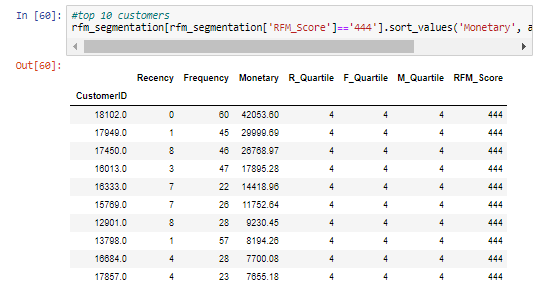 In [60]: #top 10 customers
rfm_segmentation[rfm_segmentation['RFM_Score']=='444'].sort_values('Monetary', a
Out[60]:
Recency Frequency Monetary R_Quartile F_Quartile M_Quartile RFM_Score
CustomerID
18102.0 0 60 42053.60 4 4 4 444
17949.0 1 45 29999.69 4 4 4 444
17450.0 8 46 26768.97 4 4 4 444
16013.0 3 47 17895.28 4 4 4 444
16333.0 7 22 14418.96 4 4 4 444
15769.0 7 26 11752.64 4 4 4 444
12901.0 8 28 9230.45 4 4 4 444
13798.0 1 57 8194.26 4 4 4 444
16684.0 4 28 7700.08 4 4 4 444
17857.0 4 23 7655.18 4 4 4 444